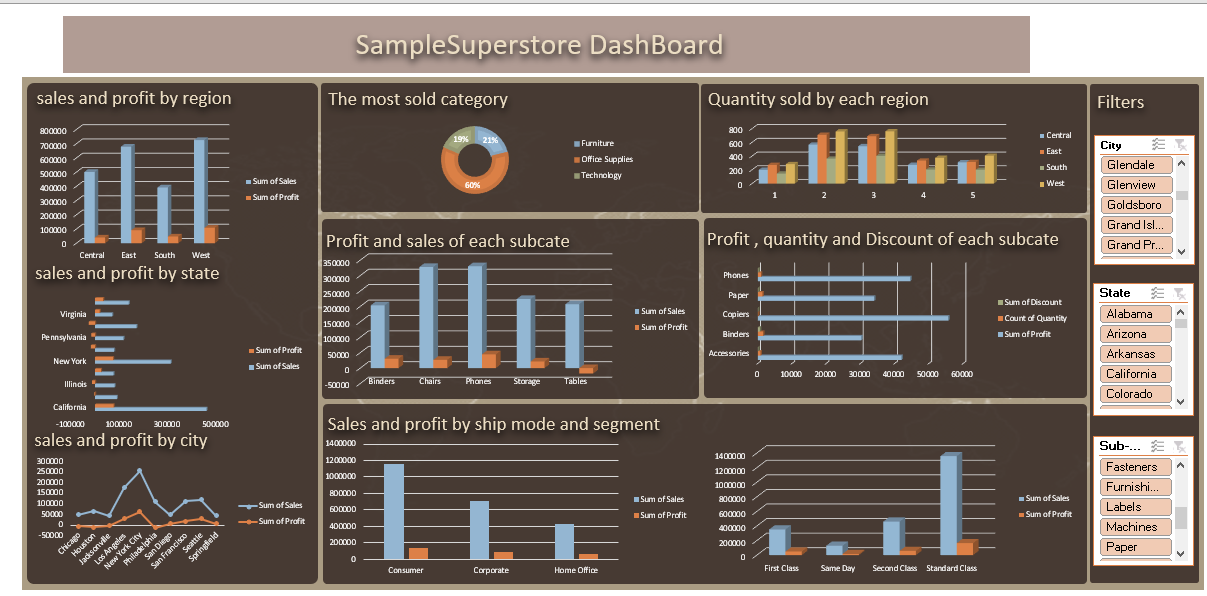 SampleSuperstore DashBoard
sales and profit by region
800000
700000
600000
500000
400000
300000
200000
100000
0
Central East South West
Sum of Sales
Sum of Profit
sales and profit by state
Virginia
Pennsylvania
New York
Illinois
California
-100000 100000 300000 500000
Sum of Profit
Sum of Sales
sales and profit by city
300000
250000
200000
150000
100000
50000
0
-50000
Chicago Houston Jacksonville Los Angeles New York City Philadelphia San Diego San Francisco Seattle Springfield
Sum of Sales
Sum of Profit
The most sold category
19% 21%
60%
Furniture
Office Supplies
Technology
Quantity sold by each region
800
600
400
200
0
1 2 3 4 5
Central
East
South
West
Profit and sales of each subcate
350000
300000
250000
200000
150000
100000
50000
0
-50000
Binders Chairs Phones Storage Tables
Sum of Sales
Sum of Profit
Profit , quantity and Discount of each subcate
Phones
Paper
Copiers
Binders
Accessories
0 10000 20000 30000 40000 50000 60000
Sum of Discount
Count of Quantity
Sum of Profit
Sales and profit by ship mode and segment
1400000
1200000
1000000
800000
600000
400000
200000
0
Consumer Corporate Home Office
Sum of Sales
Sum of Profit
1400000
1200000
1000000
800000
600000
400000
200000
0
First Class Same Day Second Class Standard Class
Sum of Sales
Sum of Profit
Filters
City
Glendale
Glenview
Goldsboro
Grand Isl...
Grand Pr...
State
Alabama
Arizona
Arkansas
California
Colorado
Sub-...
Fasteners
Furnishi...
Labels
Machines
Paper